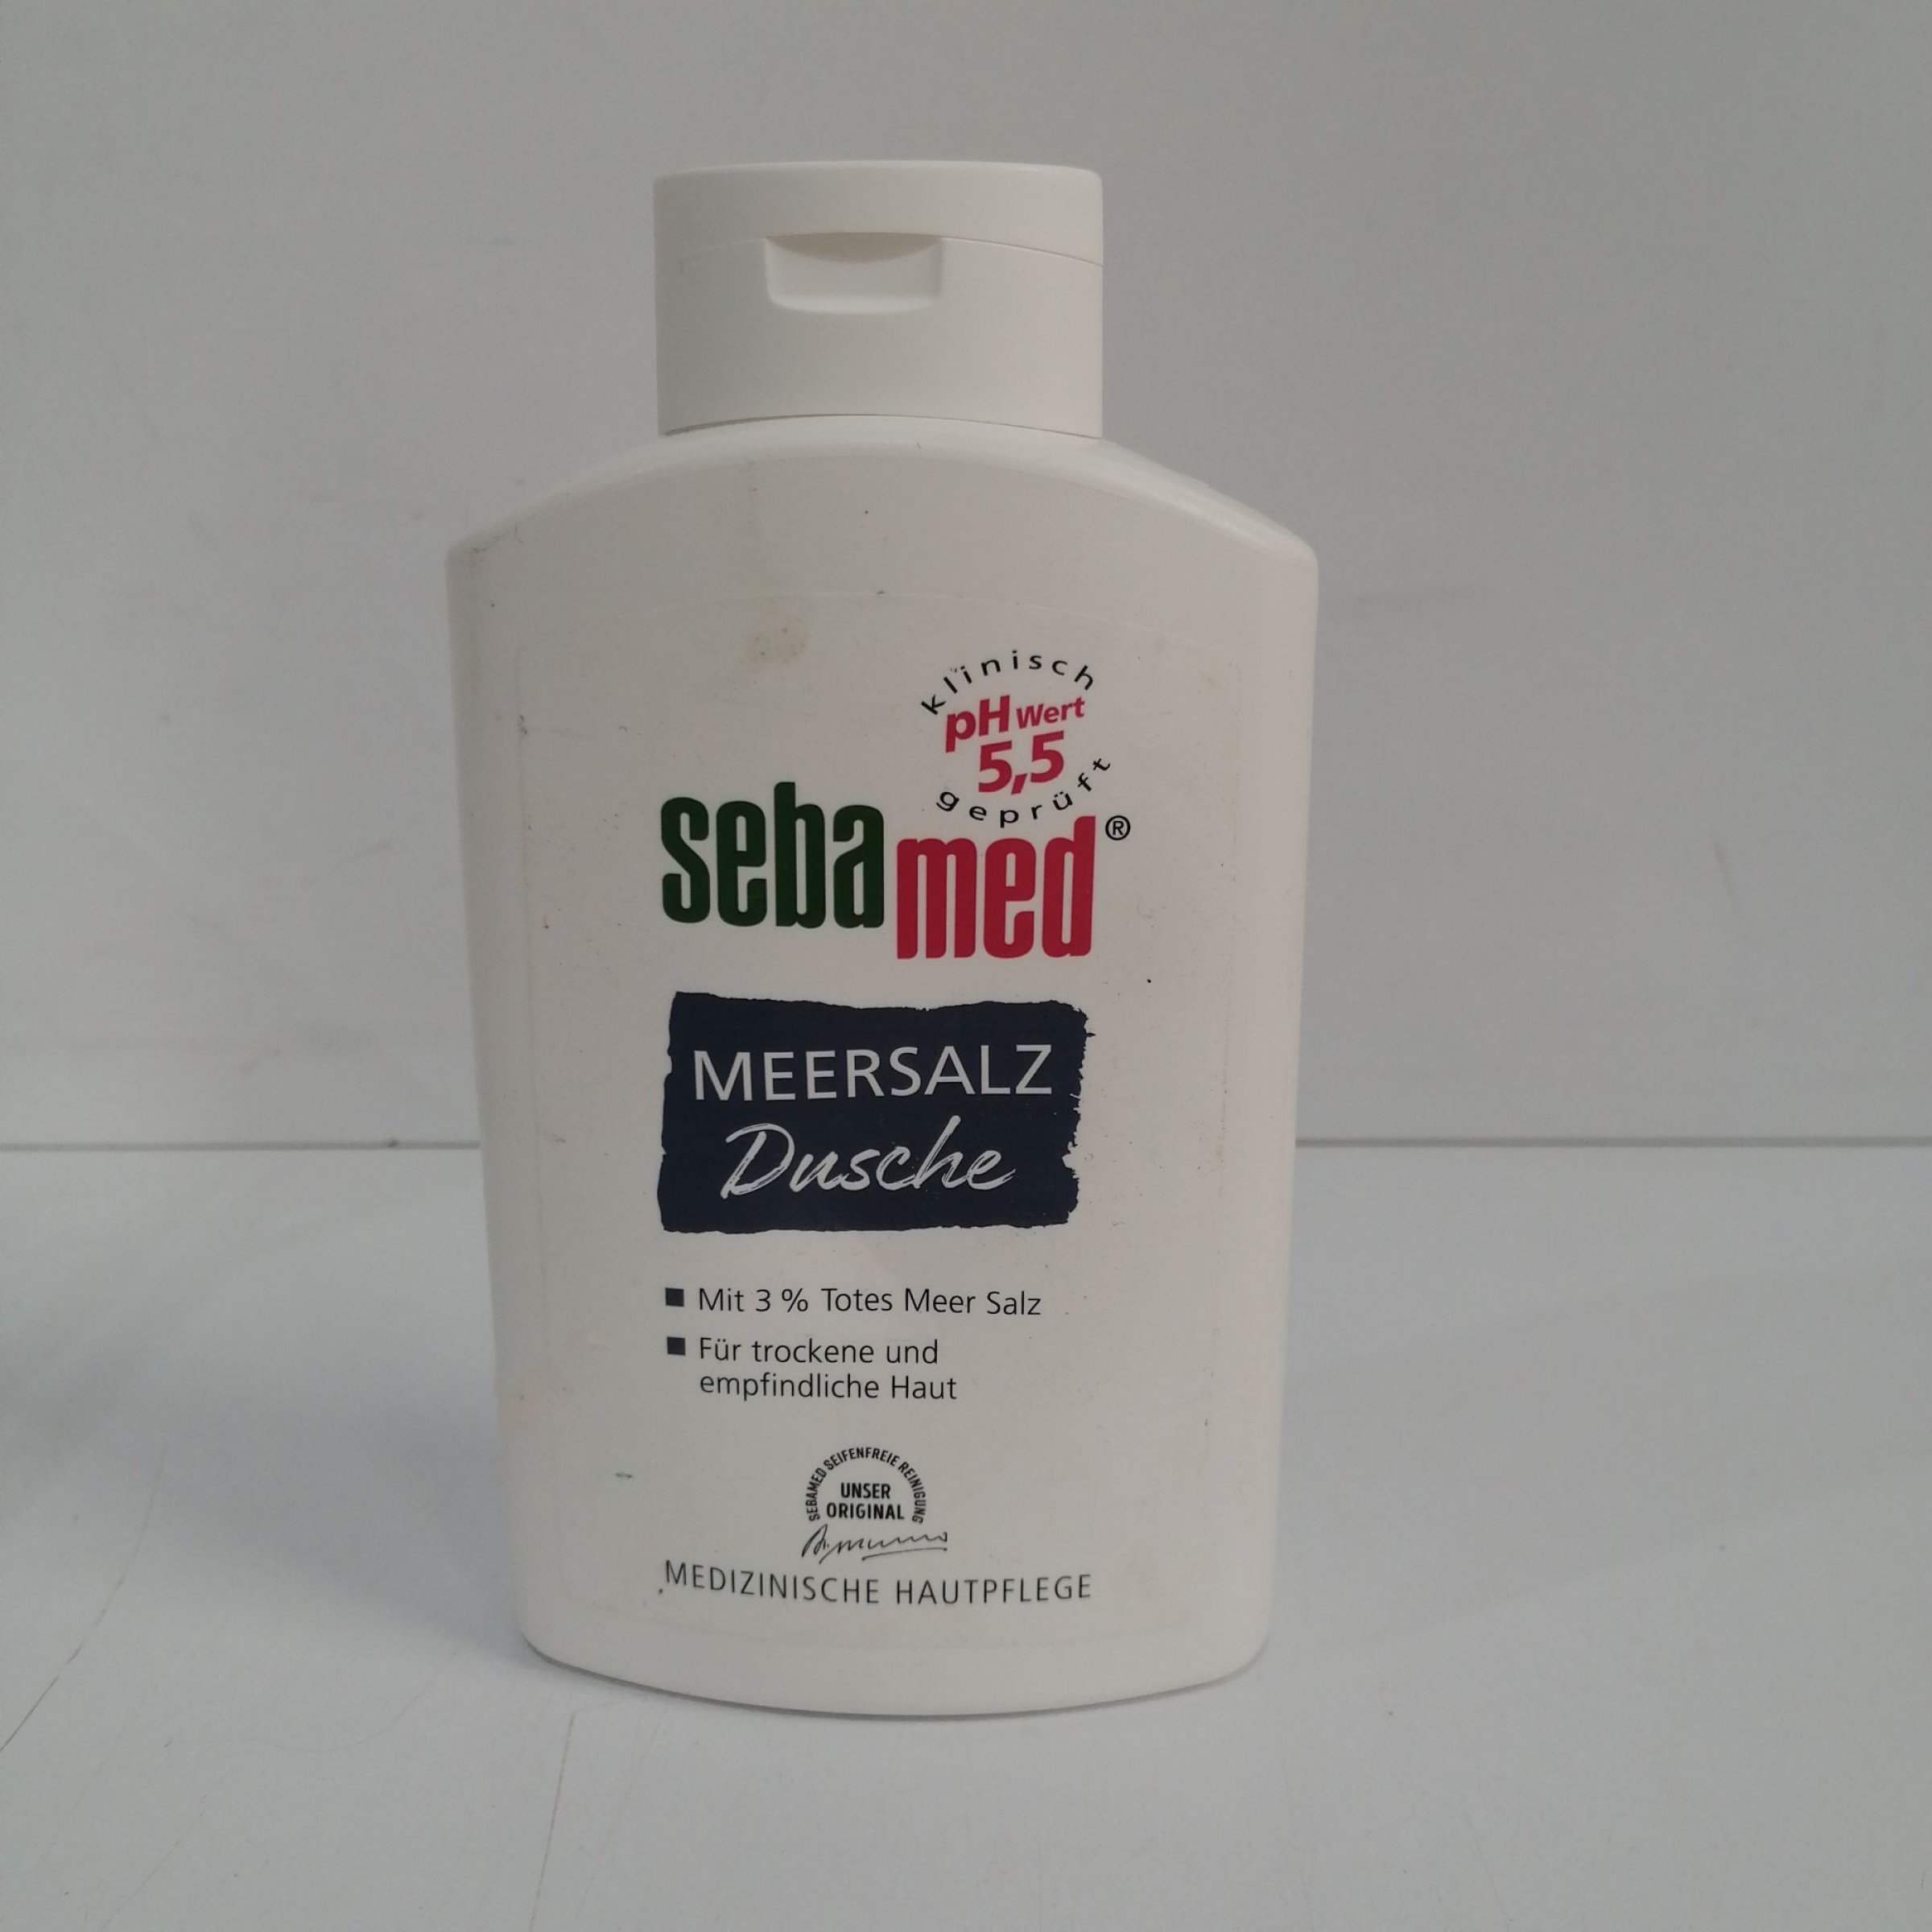 klinisch
pH Wert
5,5
geprüft
sebamed®
MEERSALZ
Dusche
Mit 3 % Totes Meer Salz
Für trockene und
empfindliche Haut
SEBAMED SEIFENFREIE REINIGUNG
UNSER
ORIGINAL
MEDIZINISCHE HAUTPFLEGE